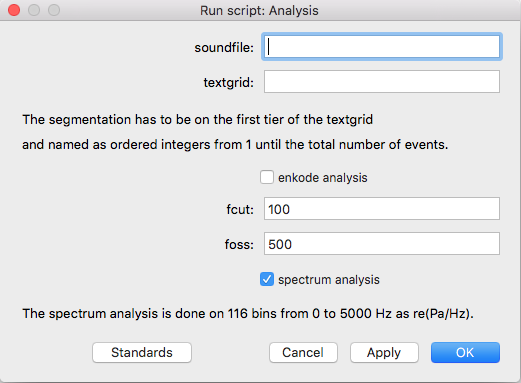 Run script: Analysis
soundfile:
textgrid:
The segmentation has to be on the first tier of the textgrid
and named as ordered integers from 1 until the total number of events.
enkode analysis
fcut: 100
foss: 500
spectrum analysis
The spectrum analysis is done on 116 bins from 0 to 5000 Hz as re(Pa/Hz).
Standards Cancel Apply OK